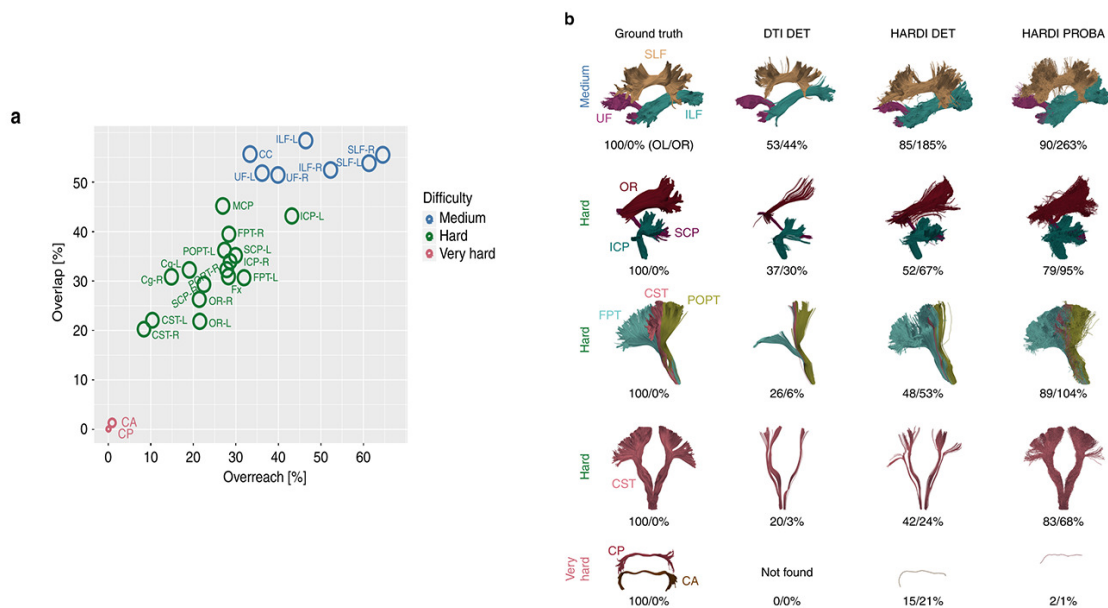 a
Overlap [%]
50
40
30
20
10
0
0 10 20 30 40 50 60
Overreach [%]
ILF-L
CC
SLF-R
UF-L
UF-R
ILF-R
SLF-L
MCP
ICP-L
FPT-R
POPT-L
SCP-L
Cg-L
ICP-R
Cg-R
POPT-R
FPT-L
SCP-R
Fx
OR-R
CST-L
OR-L
CST-R
CA
CP
Difficulty
Medium
Hard
Very hard
b
Ground truth DTI DET HARDI DET HARDI PROBA
Medium
SLF
UF
ILF
100/0% (OL/OR) 53/44% 85/185% 90/263%
Hard
OR
SCP
ICP
100/0% 37/30% 52/67% 79/95%
Hard
CST
FPT
POPT
100/0% 26/6% 48/53% 89/104%
Hard
CST
100/0% 20/3% 42/24% 83/68%
Very
hard
CP
CA
Not found
100/0% 0/0% 15/21% 2/1%